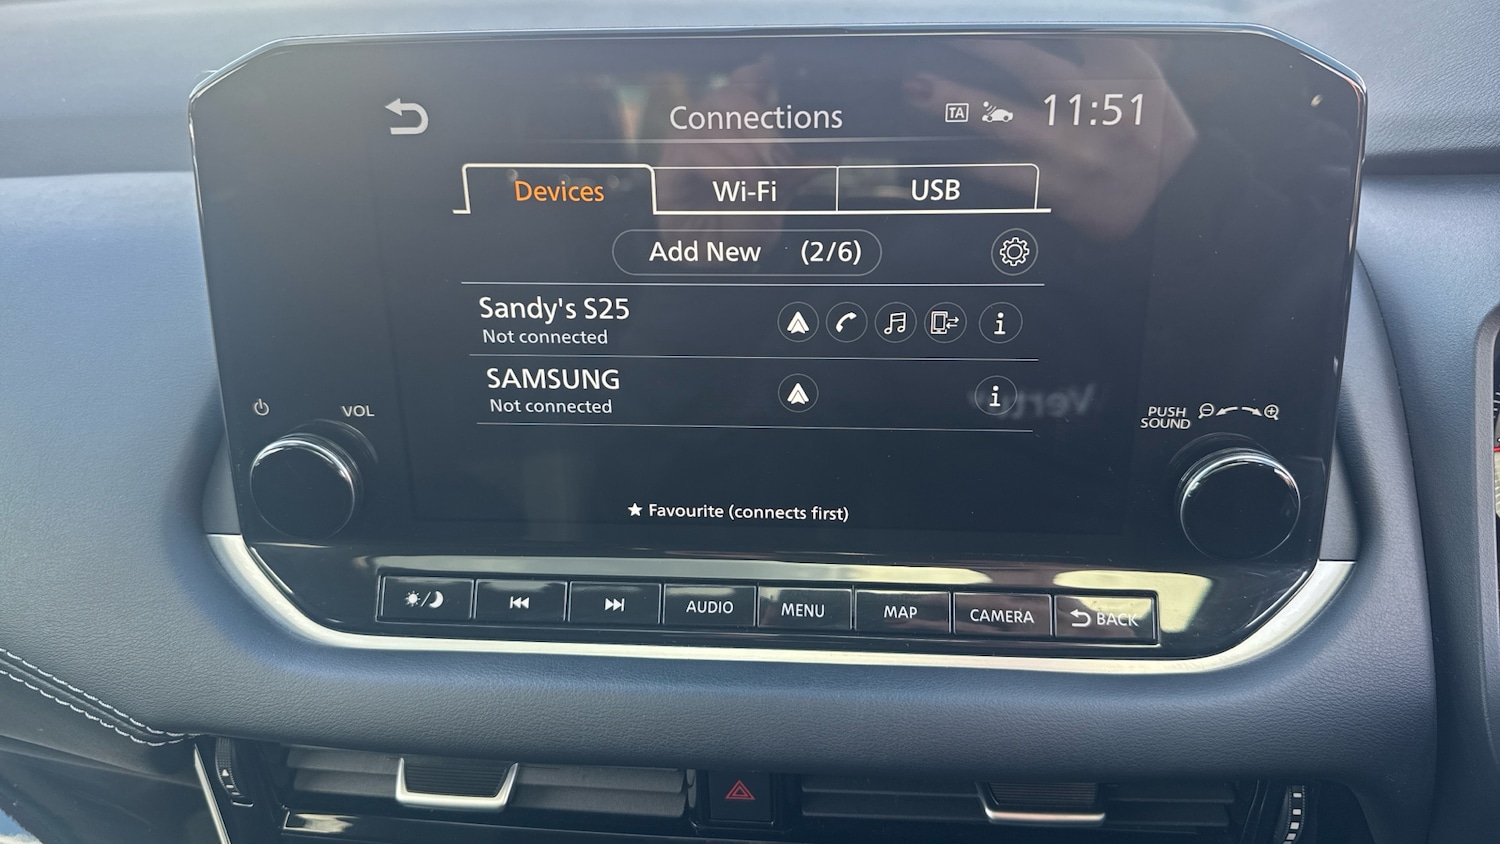 Connections
TA
11:51
Devices
Wi-Fi
USB
Add New (2/6)
Sandy's S25
Not connected
SAMSUNG
Not connected
VOL
PUSH
SOUND
★ Favourite (connects first)
AUDIO
MENU
MAP
CAMERA
BACK